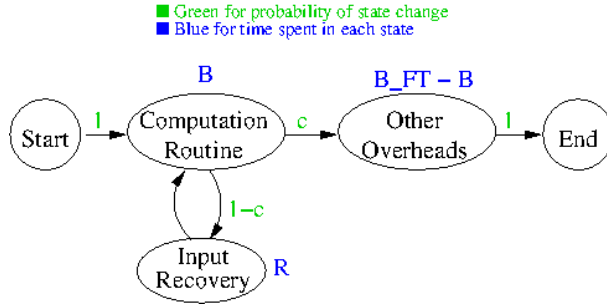 Green for probability of state change
Blue for time spent in each state
B
B_FT − B
Start
1
Computation
Routine
c
Other
Overheads
1
End
1−c
Input
Recovery
R